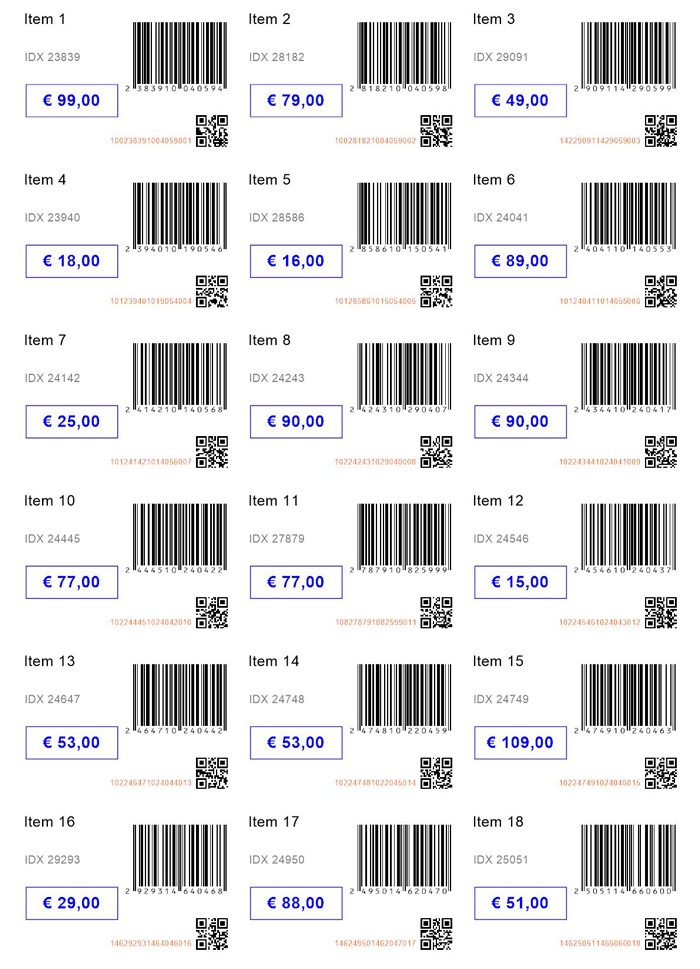 Item 1
IDX 23839
€ 99,00
2 383910 040594
100238391004059001
Item 2
IDX 28182
€ 79,00
2 818210 040598
100281821004059002
Item 3
IDX 29091
€ 49,00
2 909114 290599
142290911429059003
Item 4
IDX 23940
€ 18,00
2 394010 190546
101239401019054004
Item 5
IDX 28586
€ 16,00
2 858610 150541
101285861015054005
Item 6
IDX 24041
€ 89,00
2 404110 140553
101240411014055006
Item 7
IDX 24142
€ 25,00
2 414210 140568
101241421014056007
Item 8
IDX 24243
€ 90,00
2 424310 290407
102242431029040008
Item 9
IDX 24344
€ 90,00
2 434410 240417
102243441024041009
Item 10
IDX 24445
€ 77,00
2 444510 240422
102244451024042010
Item 11
IDX 27879
€ 77,00
2 787910 825999
108278791082599011
Item 12
IDX 24546
€ 15,00
2 454610 240437
102245461024043012
Item 13
IDX 24647
€ 53,00
2 464710 240442
102246471024044013
Item 14
IDX 24748
€ 53,00
2 474810 220459
102247481022045014
Item 15
IDX 24749
€ 109,00
2 474910 240463
102247491024046015
Item 16
IDX 29293
€ 29,00
2 929314 640468
146292931464046016
Item 17
IDX 24950
€ 88,00
2 495014 620470
146249501462047017
Item 18
IDX 25051
€ 51,00
2 505114 660600
146250511466060018